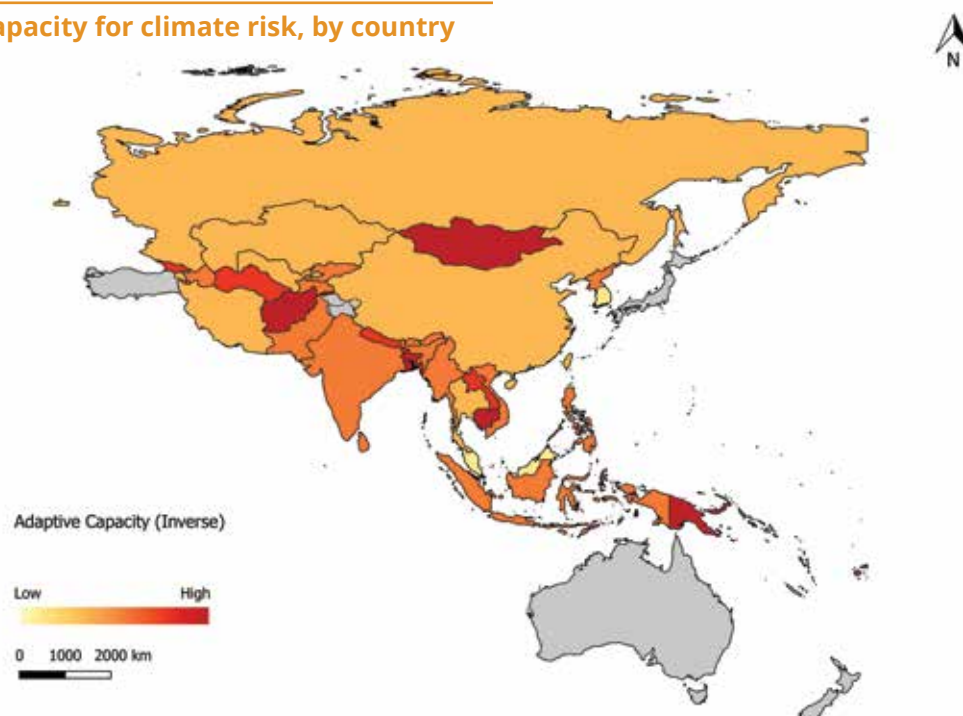 apacity for climate risk, by country
N
Adaptive Capacity (Inverse)
Low High
0 1000 2000 km